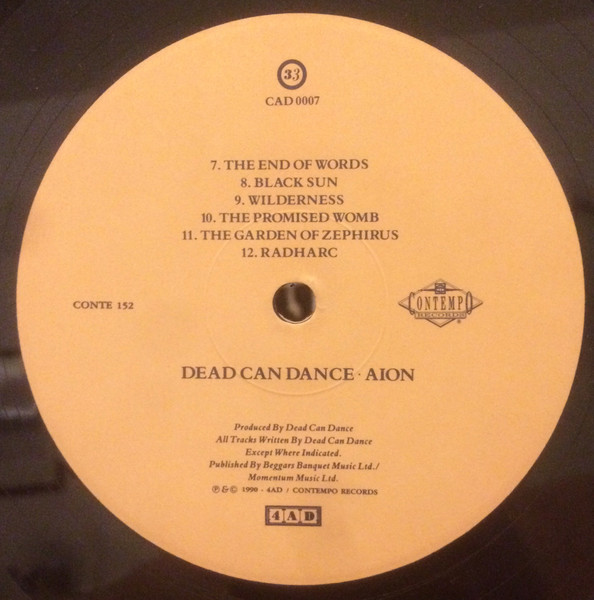 33
CAD 0007
7. THE END OF WORDS
8. BLACK SUN
9. WILDERNESS
10. THE PROMISED WOMB
11. THE GARDEN OF ZEPHIRUS
12. RADHARC
CONTE 152
CONTEMPO
RECORDS
®
DEAD CAN DANCE · AION
Produced By Dead Can Dance
All Tracks Written By Dead Can Dance
Except Where Indicated.
Published By Beggars Banquet Music Ltd./
Momentum Music Ltd.
℗ & © 1990 - 4AD / CONTEMPO RECORDS
4AD